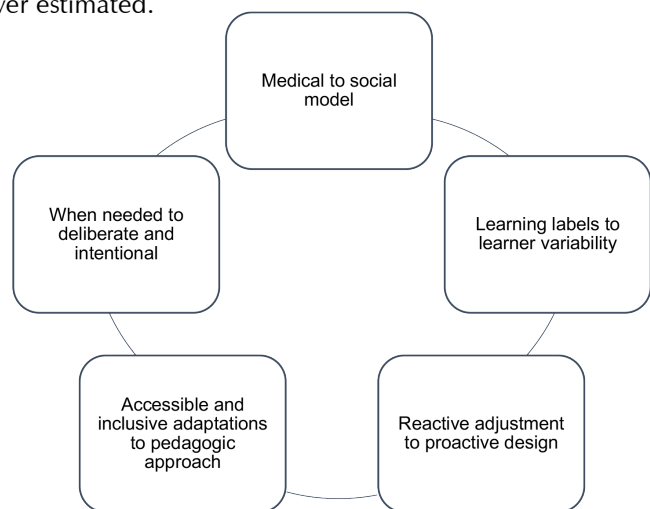 ver estimated.
Medical to social
model
Learning labels to
learner variability
Reactive adjustment
to proactive design
Accessible and
inclusive adaptations
to pedagogic
approach
When needed to
deliberate and
intentional